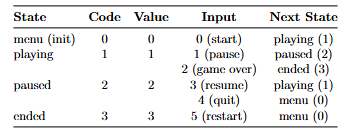 State Code Value Input Next State
menu (init) 0 0 0 (start) playing (1)
playing 1 1 1 (pause) paused (2)
2 (game over) ended (3)
paused 2 2 3 (resume) playing (1)
4 (quit) menu (0)
ended 3 3 5 (restart) menu (0)